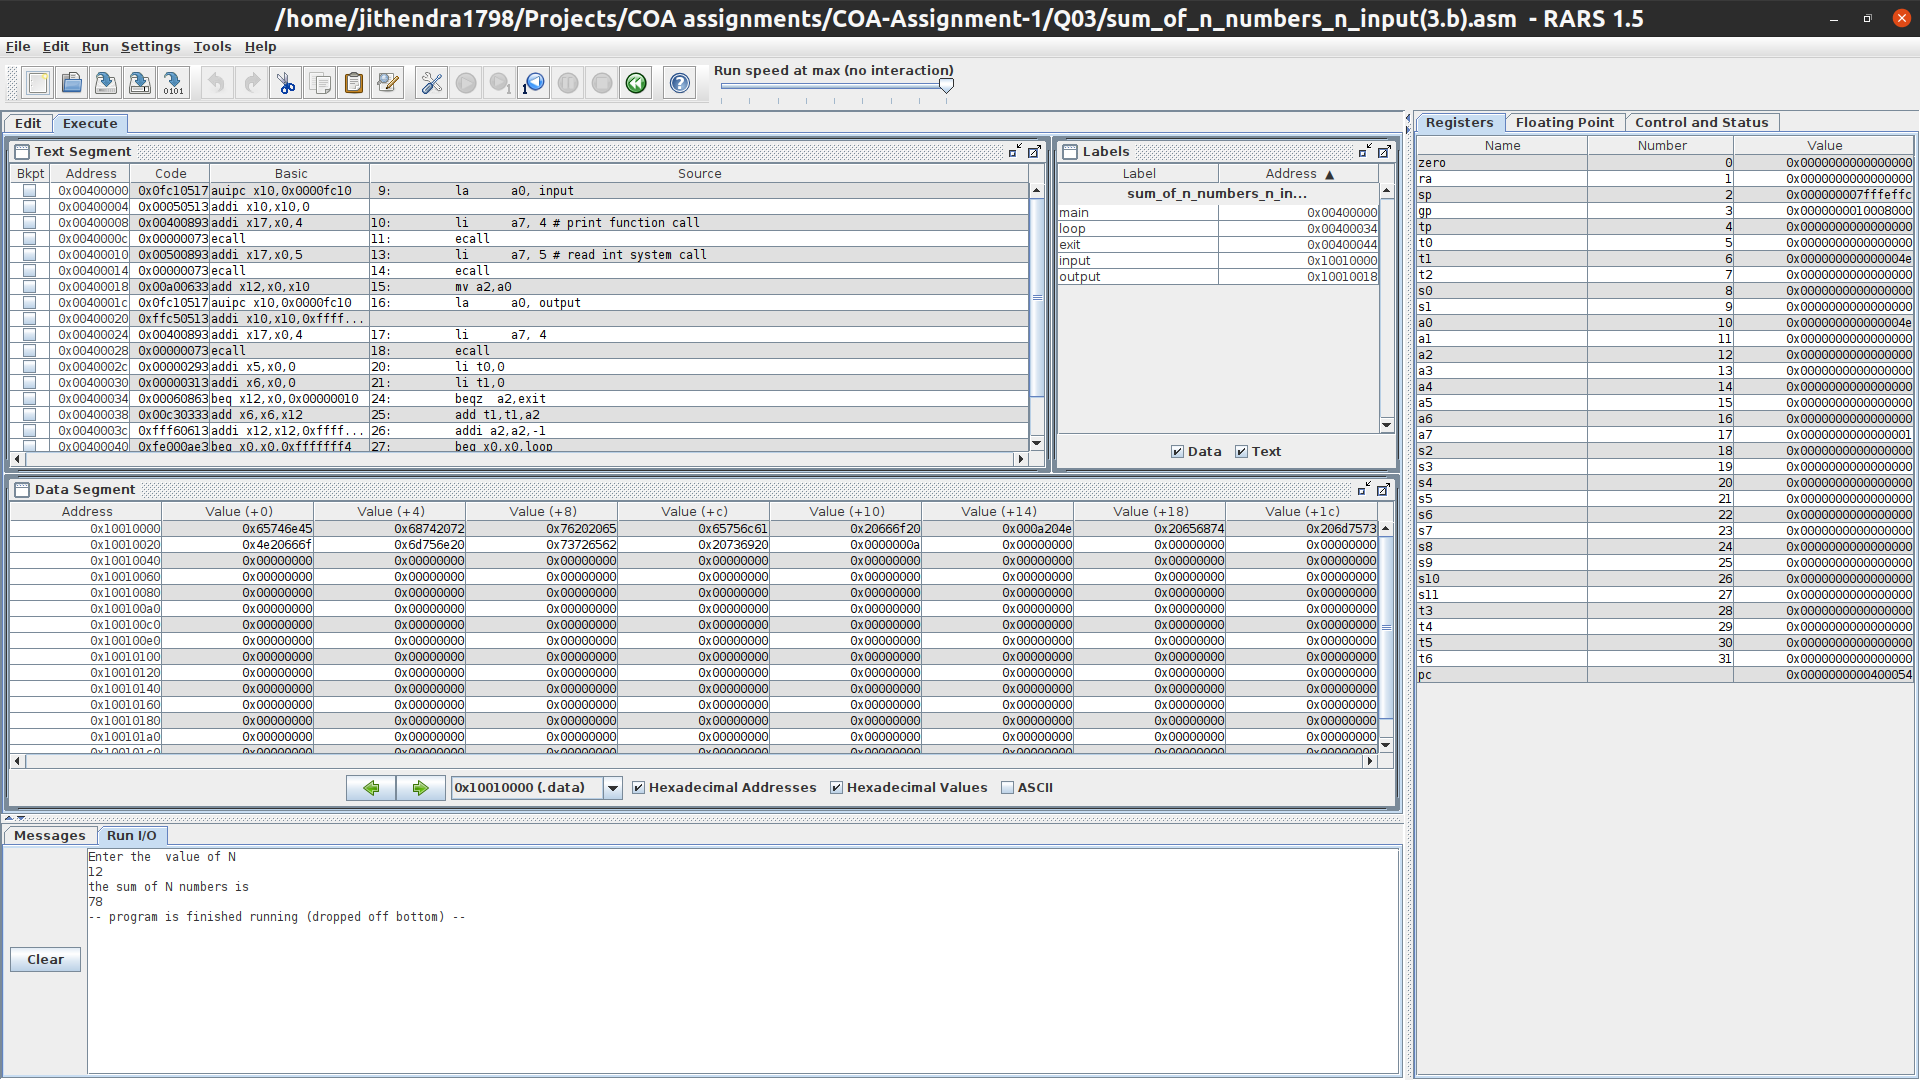 /home/jithendra1798/Projects/COA assignments/COA-Assignment-1/Q03/sum_of_n_numbers_n_input(3.b).asm - RARS 1.5
File Edit Run Settings Tools Help
Run speed at max (no interaction)
Edit Execute
Text Segment
Bkpt Address Code Basic Source
0x00400000 0x0fc10517 auipc x10,0x0000fc10 9: la a0, input
0x00400004 0x00050513 addi x10,x10,0
0x00400008 0x00400893 addi x17,x0,4 10: li a7, 4 # print function call
0x0040000c 0x00000073 ecall 11: ecall
0x00400010 0x00500893 addi x17,x0,5 13: li a7, 5 # read int system call
0x00400014 0x00000073 ecall 14: ecall
0x00400018 0x00a00633 add x12,x0,x10 15: mv a2,a0
0x0040001c 0x0fc10517 auipc x10,0x0000fc10 16: la a0, output
0x00400020 0xffc50513 addi x10,x10,0xffff...
0x00400024 0x00400893 addi x17,x0,4 17: li a7, 4
0x00400028 0x00000073 ecall 18: ecall
0x0040002c 0x00000293 addi x5,x0,0 20: li t0,0
0x00400030 0x00000313 addi x6,x0,0 21: li t1,0
0x00400034 0x00060863 beq x12,x0,0x00000010 24: beqz a2,exit
0x00400038 0x00c30333 add x6,x6,x12 25: add t1,t1,a2
0x0040003c 0xfff60613 addi x12,x12,0xffff... 26: addi a2,a2,-1
0x00400040 0xfe000ae3 beq x0,x0,0xfffffff4 27: beq x0,x0,loop
Labels
Label Address ▲
sum_of_n_numbers_n_in...
main 0x00400000
loop 0x00400034
exit 0x00400044
input 0x10010000
output 0x10010018
Data Text
Data Segment
Address Value (+0) Value (+4) Value (+8) Value (+c) Value (+10) Value (+14) Value (+18) Value (+1c)
0x10010000 0x65746e45 0x68742072 0x76202065 0x65756c61 0x20666f20 0x000a204e 0x20656874 0x206d7573
0x10010020 0x4e20666f 0x6d756e20 0x73726562 0x20736920 0x0000000a 0x00000000 0x00000000 0x00000000
0x10010040 0x00000000 0x00000000 0x00000000 0x00000000 0x00000000 0x00000000 0x00000000 0x00000000
0x10010060 0x00000000 0x00000000 0x00000000 0x00000000 0x00000000 0x00000000 0x00000000 0x00000000
0x10010080 0x00000000 0x00000000 0x00000000 0x00000000 0x00000000 0x00000000 0x00000000 0x00000000
0x100100a0 0x00000000 0x00000000 0x00000000 0x00000000 0x00000000 0x00000000 0x00000000 0x00000000
0x100100c0 0x00000000 0x00000000 0x00000000 0x00000000 0x00000000 0x00000000 0x00000000 0x00000000
0x100100e0 0x00000000 0x00000000 0x00000000 0x00000000 0x00000000 0x00000000 0x00000000 0x00000000
0x10010100 0x00000000 0x00000000 0x00000000 0x00000000 0x00000000 0x00000000 0x00000000 0x00000000
0x10010120 0x00000000 0x00000000 0x00000000 0x00000000 0x00000000 0x00000000 0x00000000 0x00000000
0x10010140 0x00000000 0x00000000 0x00000000 0x00000000 0x00000000 0x00000000 0x00000000 0x00000000
0x10010160 0x00000000 0x00000000 0x00000000 0x00000000 0x00000000 0x00000000 0x00000000 0x00000000
0x10010180 0x00000000 0x00000000 0x00000000 0x00000000 0x00000000 0x00000000 0x00000000 0x00000000
0x100101a0 0x00000000 0x00000000 0x00000000 0x00000000 0x00000000 0x00000000 0x00000000 0x00000000
0x100101c0 0x00000000 0x00000000 0x00000000 0x00000000 0x00000000 0x00000000 0x00000000 0x00000000
0x10010000 (.data) Hexadecimal Addresses Hexadecimal Values ASCII
Messages Run I/O
Enter the  value of N
12
the sum of N numbers is
78
-- program is finished running (dropped off bottom) --
Clear
Registers Floating Point Control and Status
Name Number Value
zero 0 0x0000000000000000
ra 1 0x0000000000000000
sp 2 0x000000007fffeffc
gp 3 0x0000000010008000
tp 4 0x0000000000000000
t0 5 0x0000000000000000
t1 6 0x000000000000004e
t2 7 0x0000000000000000
s0 8 0x0000000000000000
s1 9 0x0000000000000000
a0 10 0x000000000000004e
a1 11 0x0000000000000000
a2 12 0x0000000000000000
a3 13 0x0000000000000000
a4 14 0x0000000000000000
a5 15 0x0000000000000000
a6 16 0x0000000000000000
a7 17 0x0000000000000001
s2 18 0x0000000000000000
s3 19 0x0000000000000000
s4 20 0x0000000000000000
s5 21 0x0000000000000000
s6 22 0x0000000000000000
s7 23 0x0000000000000000
s8 24 0x0000000000000000
s9 25 0x0000000000000000
s10 26 0x0000000000000000
s11 27 0x0000000000000000
t3 28 0x0000000000000000
t4 29 0x0000000000000000
t5 30 0x0000000000000000
t6 31 0x0000000000000000
pc 0x0000000000400054